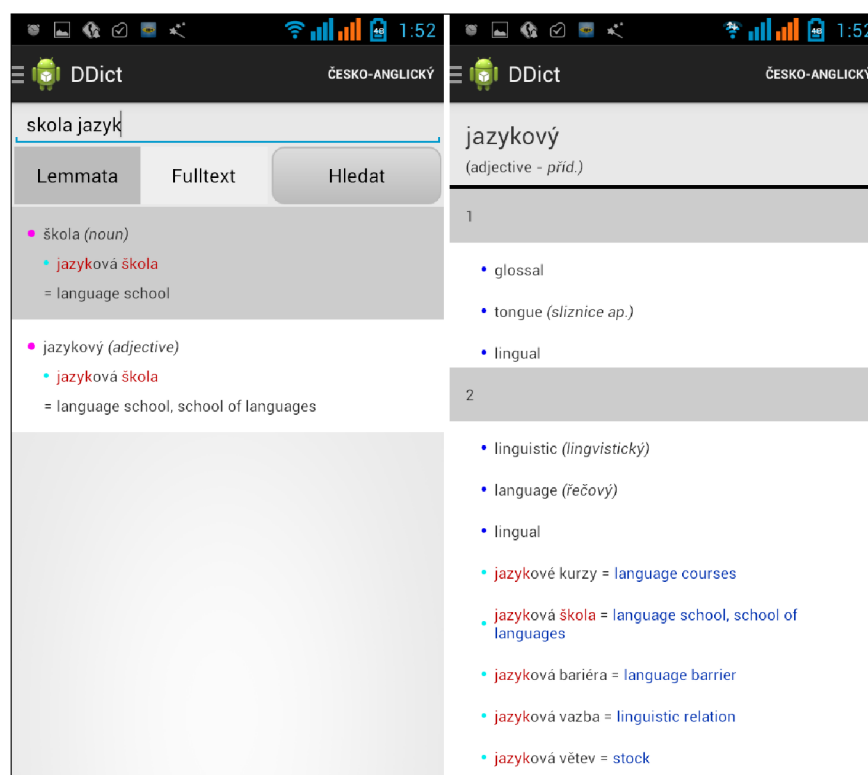 48 1:52
DDict ČESKO-ANGLICKÝ
skola jazyk
Lemmata Fulltext Hledat
škola (noun)
jazyková škola
= language school
jazykový (adjective)
jazyková škola
= language school, school of languages
1:52
DDict ČESKO-ANGLICKÝ
jazykový
(adjective - příd.)
1
glossal
tongue (sliznice ap.)
lingual
2
linguistic (lingvistický)
language (řečový)
lingual
jazykové kurzy = language courses
jazyková škola = language school, school of
languages
jazyková bariéra = language barrier
jazyková vazba = linguistic relation
jazyková větev = stock